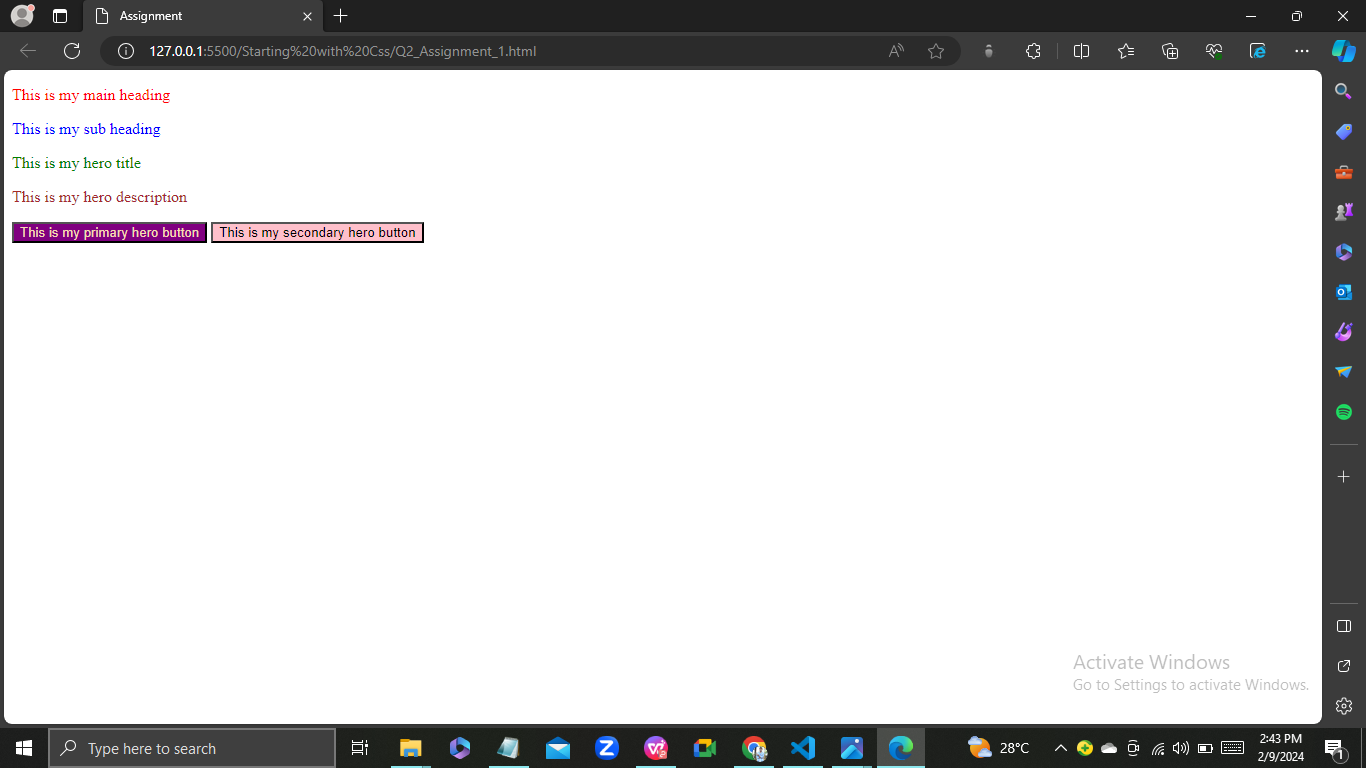 Assignment
127.0.0.1:5500/Starting%20with%20Css/Q2_Assignment_1.html
This is my main heading
This is my sub heading
This is my hero title
This is my hero description
This is my primary hero button This is my secondary hero button
Activate Windows
Go to Settings to activate Windows.
Type here to search
28°C
2:43 PM
2/9/2024
1